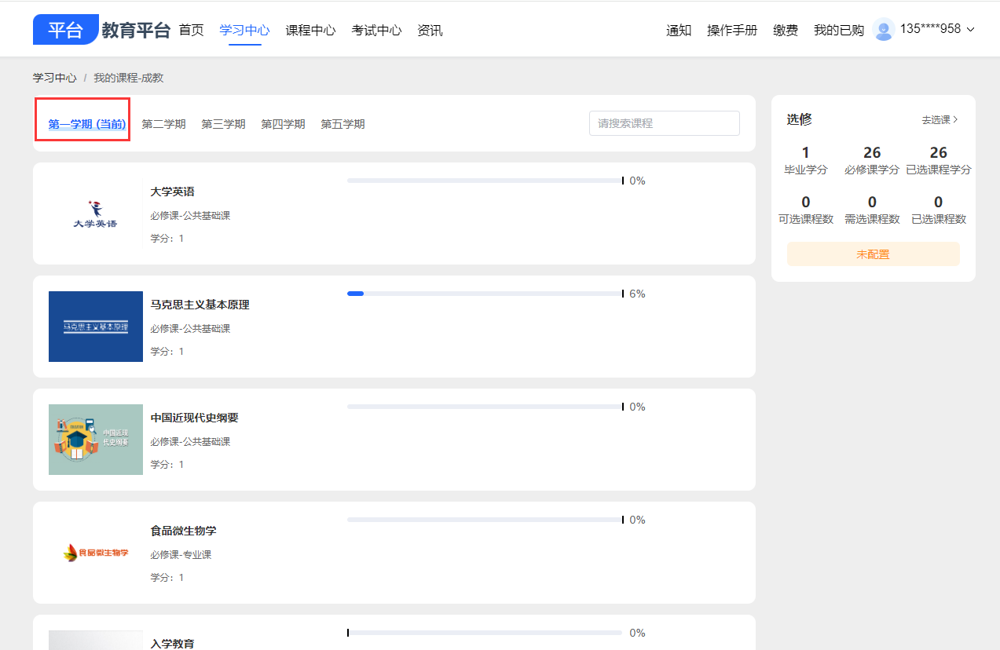 平台 教育平台 首页 学习中心 课程中心 考试中心 资讯 通知 操作手册 缴费 我的已购 135****958
学习中心 / 我的课程-成教
第一学期 (当前) 第二学期 第三学期 第四学期 第五学期 请搜索课程
大学英语
大学英语
必修课-公共基础课
学分：1
0%
马克思主义基本原理
马克思主义基本原理
必修课-公共基础课
学分：1
6%
中国近现
代史纲要
中国近现代史纲要
必修课-公共基础课
学分：1
0%
食品微生物学
食品微生物学
必修课-专业课
学分：1
0%
入学教育
0%
选修 去选课
1 26 26
毕业学分 必修课学分 已选课程学分
0 0 0
可选课程数 需选课程数 已选课程数
未配置